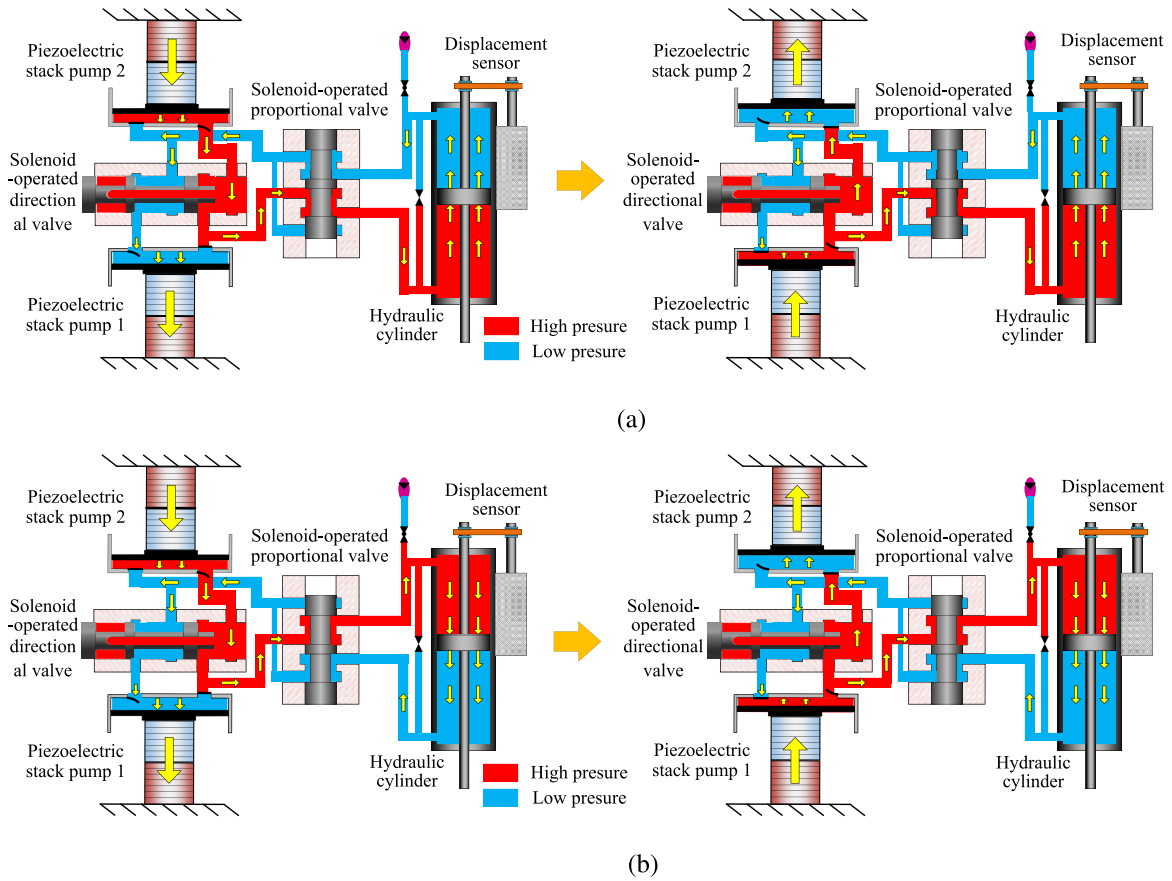 Piezoelectric
stack pump 2
Solenoid-operated
proportional valve
Displacement
sensor
Solenoid
-operated
direction
al valve
Piezoelectric
stack pump 1
Hydraulic
cylinder
High presure
Low presure
Piezoelectric
stack pump 2
Solenoid-operated
proportional valve
Displacement
sensor
Solenoid-
operated
directional
valve
Piezoelectric
stack pump 1
Hydraulic
cylinder
(a)
Piezoelectric
stack pump 2
Solenoid-operated
proportional valve
Displacement
sensor
Solenoid
-operated
direction
al valve
Piezoelectric
stack pump 1
Hydraulic
cylinder
High presure
Low presure
Piezoelectric
stack pump 2
Solenoid-operated
proportional valve
Displacement
sensor
Solenoid-
operated
directional
valve
Piezoelectric
stack pump 1
Hydraulic
cylinder
(b)